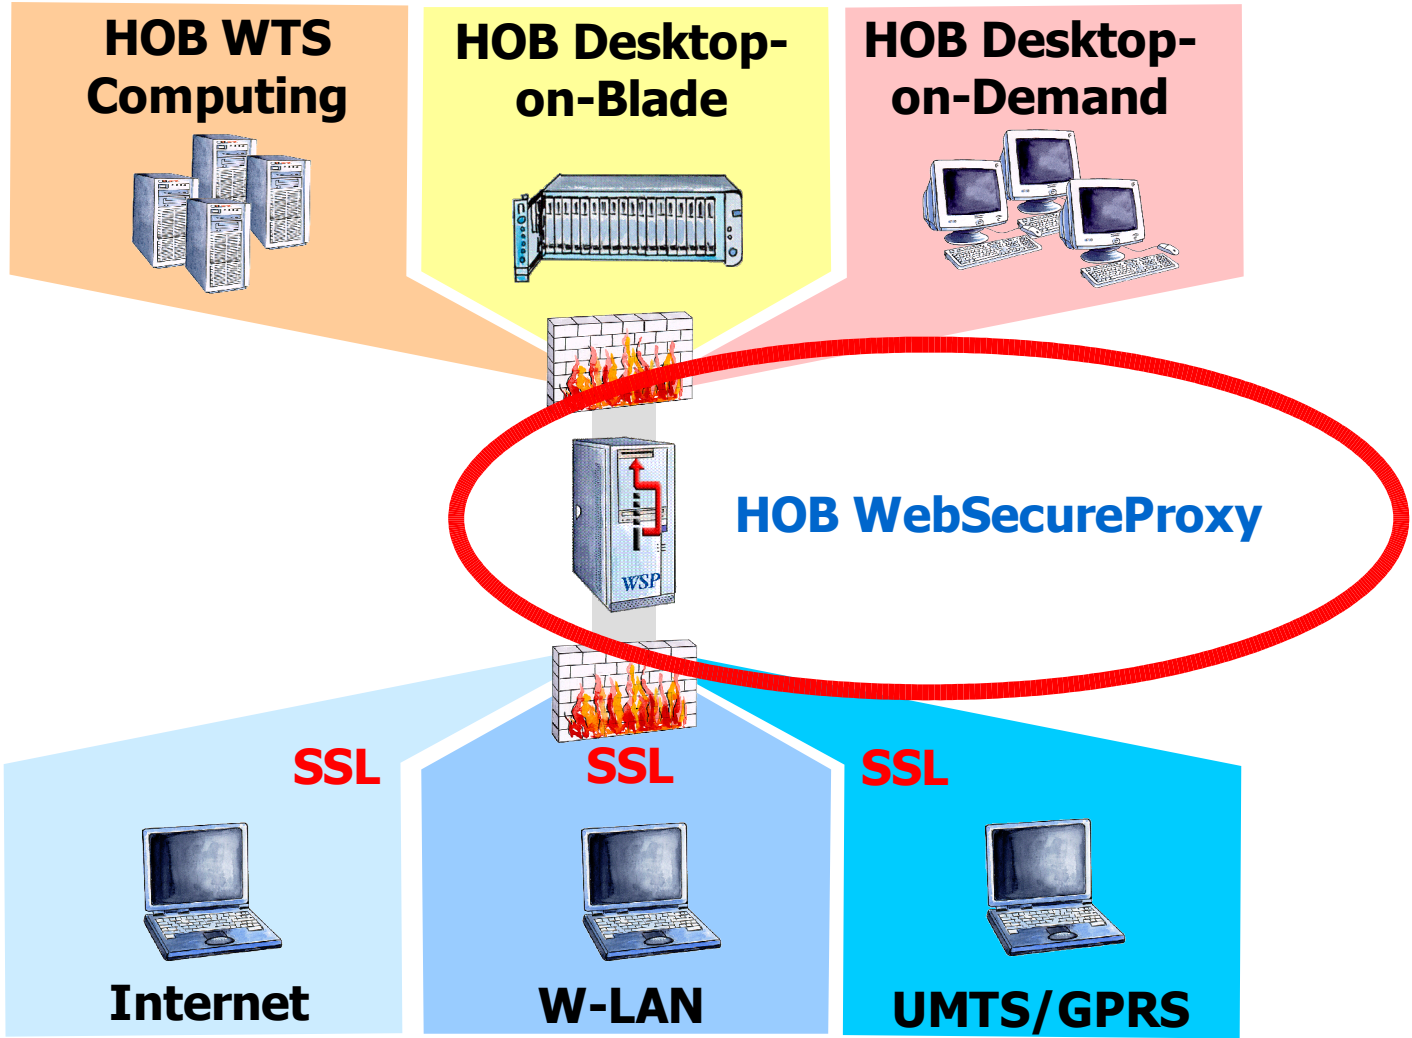 HOB WTS
Computing
HOB Desktop-
on-Blade
HOB Desktop-
on-Demand
WSP
HOB WebSecureProxy
SSL
SSL
SSL
Internet
W-LAN
UMTS/GPRS